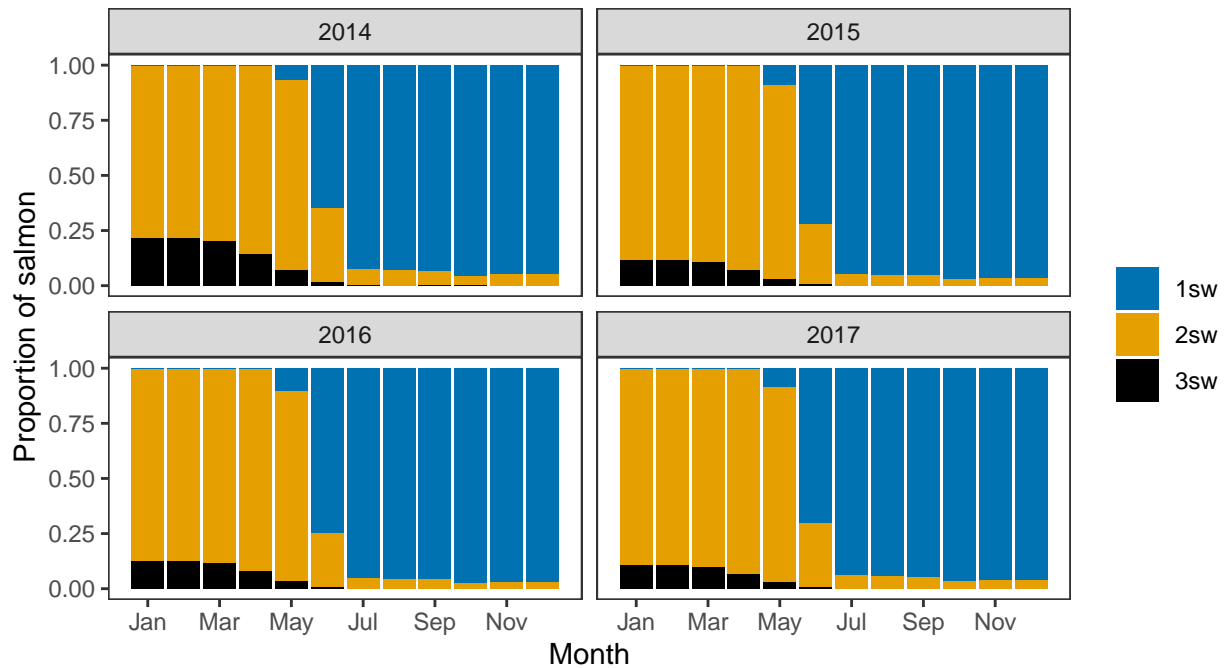 2014
2015
1.00
0.75
0.50
0.25
0.00
2016
2017
1.00
0.75
0.50
0.25
0.00
Jan Mar May Jul Sep Nov
Jan Mar May Jul Sep Nov
Month
Proportion of salmon
1sw
2sw
3sw